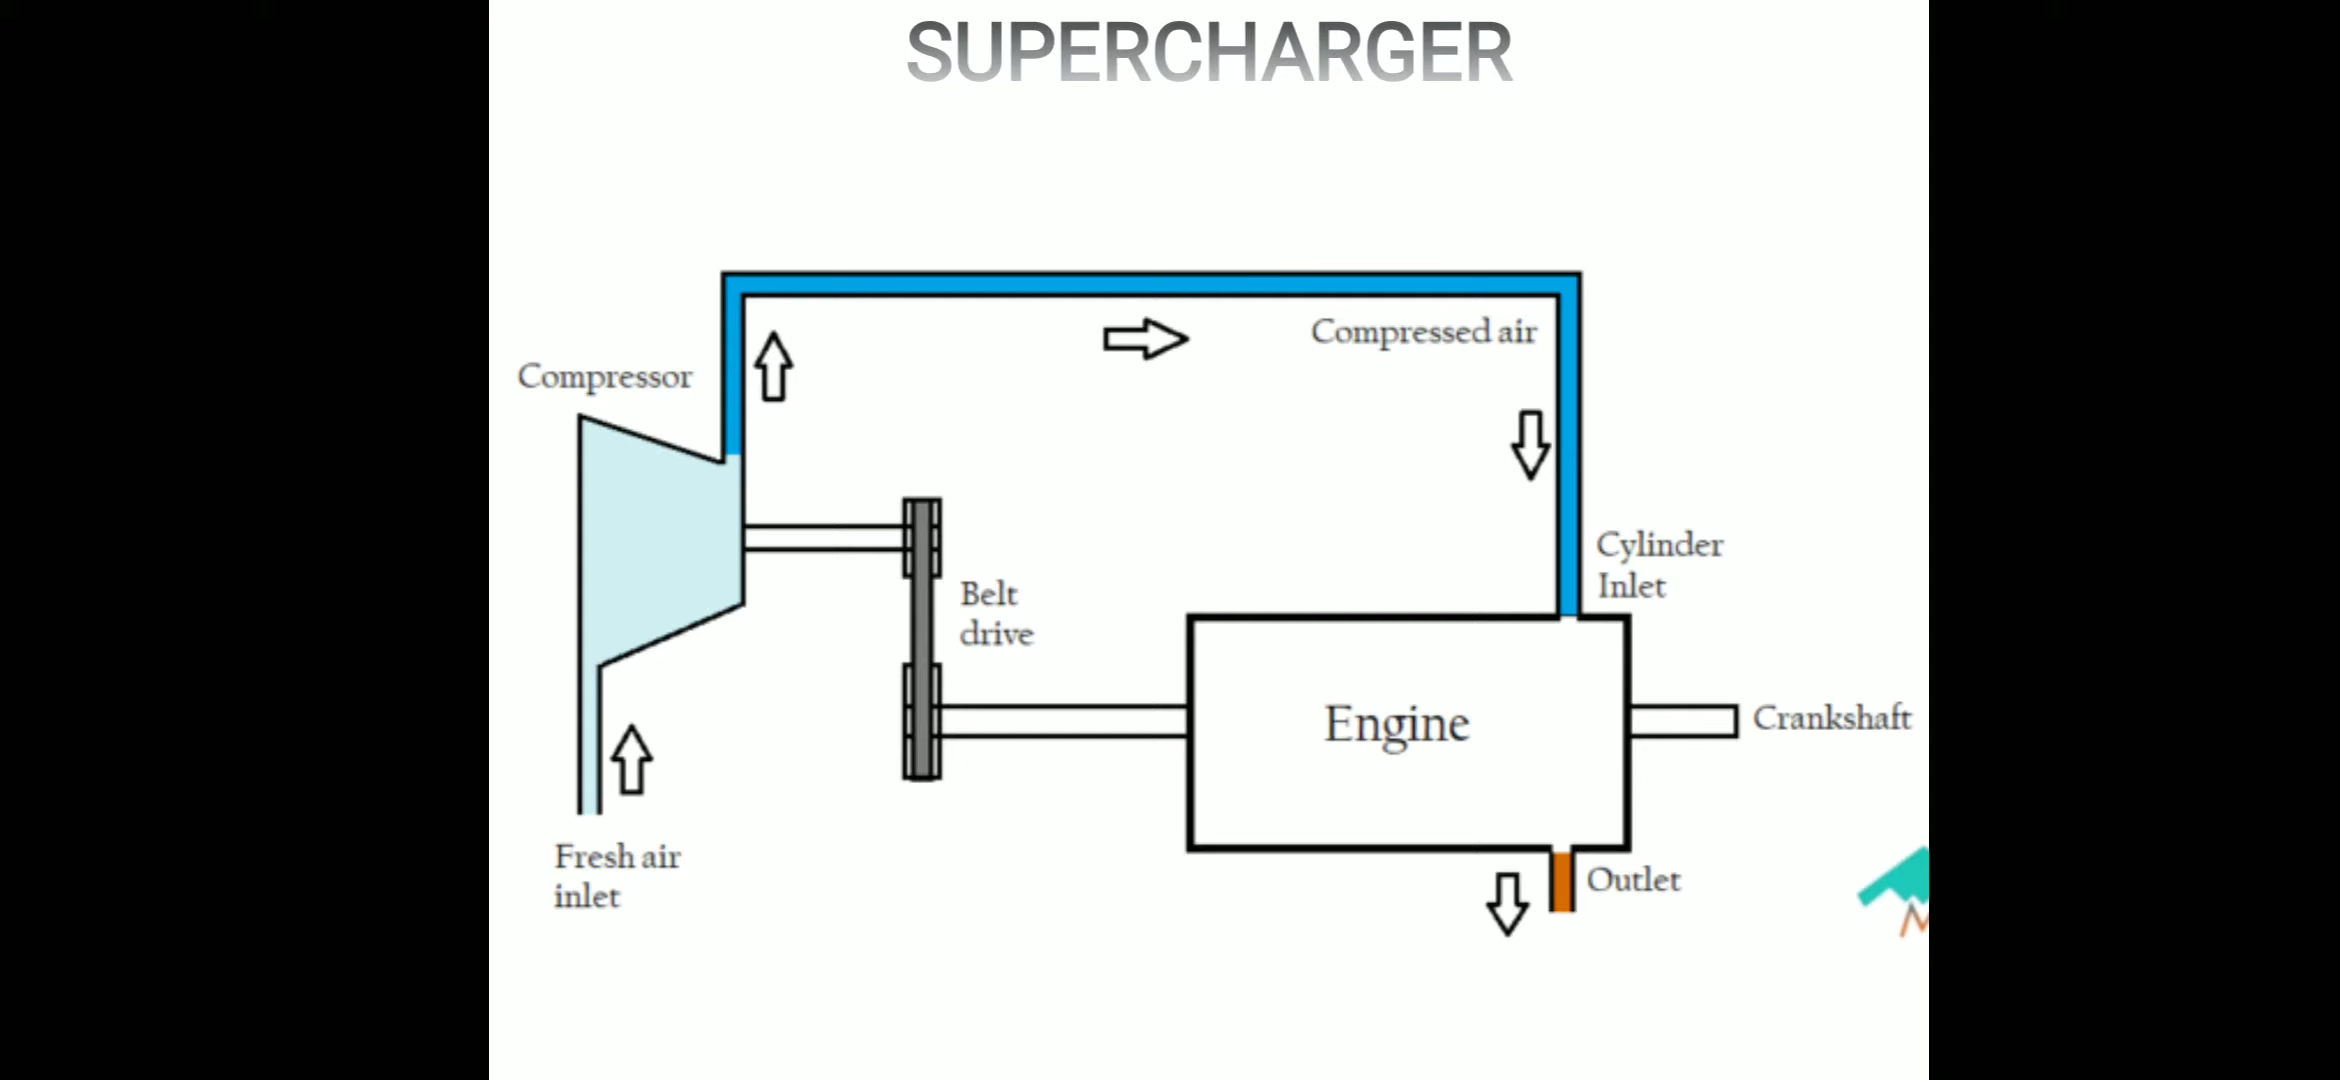 SUPERCHARGER
Compressed air
Compressor
Cylinder
Inlet
Belt
drive
Engine
Crankshaft
Fresh air
inlet
Outlet